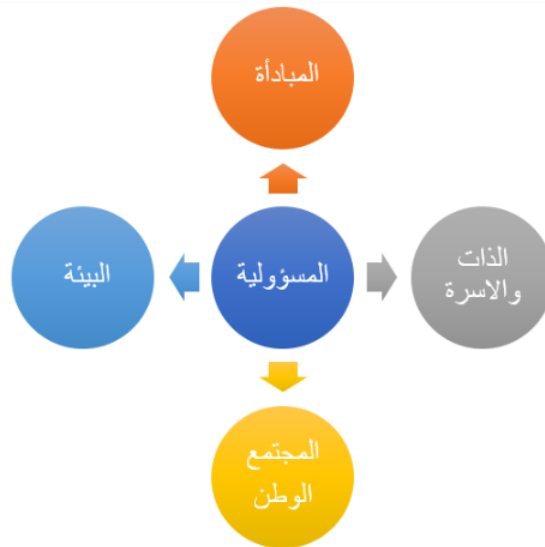 المبادأة
الذات
والاسرة
المسؤولية
البيئة
المجتمع
الوطن